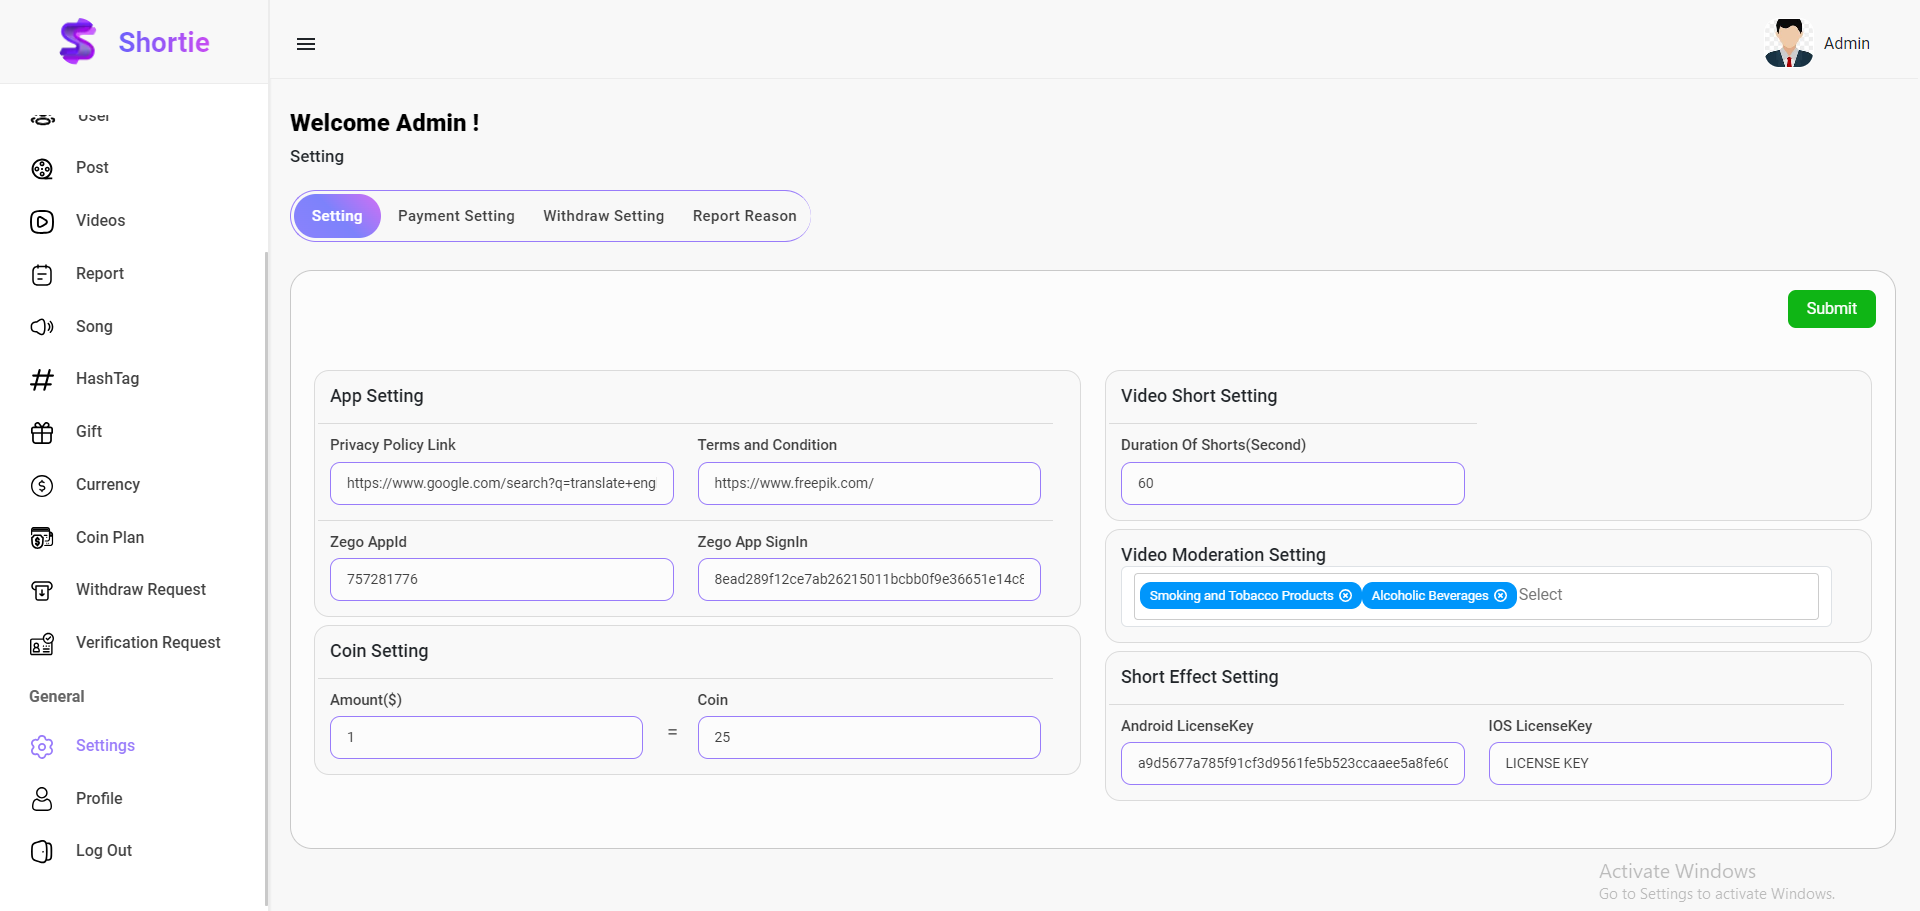 Shortie
Admin
User
Post
Videos
Report
Song
HashTag
Gift
Currency
Coin Plan
Withdraw Request
Verification Request
General
Settings
Profile
Log Out
Welcome Admin !
Setting
Setting Payment Setting Withdraw Setting Report Reason
Submit
App Setting
Privacy Policy Link Terms and Condition
https://www.google.com/search?q=translate+eng https://www.freepik.com/
Zego AppId Zego App SignIn
757281776 8ead289f12ce7ab26215011bcbb0f9e36651e14c8
Coin Setting
Amount($) Coin
1 = 25
Video Short Setting
Duration Of Shorts(Second)
60
Video Moderation Setting
Smoking and Tobacco Products Alcoholic Beverages Select
Short Effect Setting
Android LicenseKey IOS LicenseKey
a9d5677a785f91cf3d9561fe5b523ccaaee5a8fe60 LICENSE KEY
Activate Windows
Go to Settings to activate Windows.